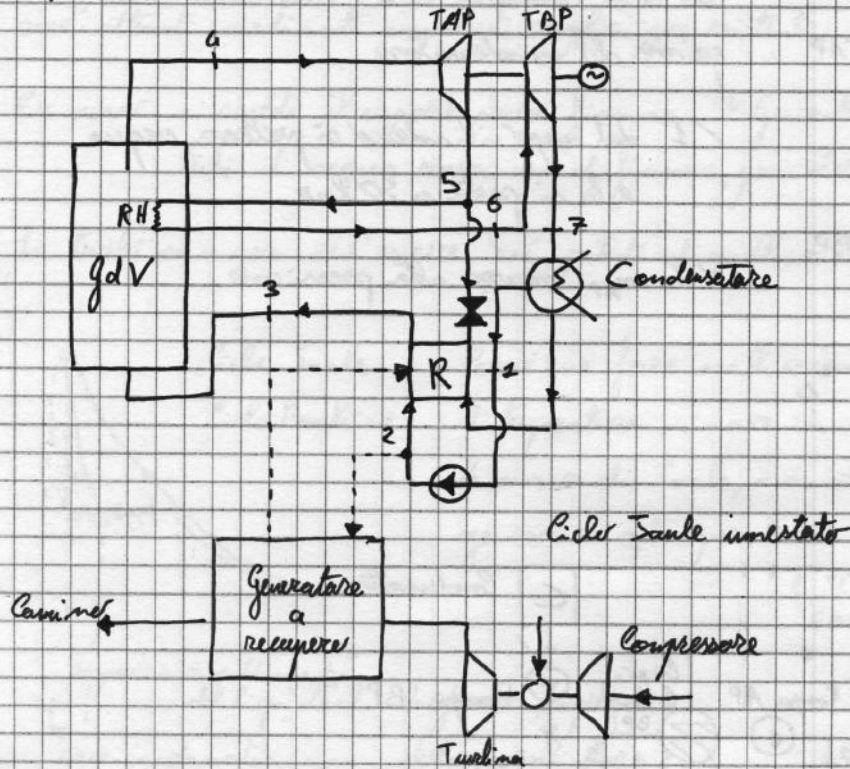 TAP TBP
4
5
6
RH
7
gdV
Condensatore
3
R
1
2
Ciclo Joule innestato
Generatore
a
recupero
Camino
Compressore
Turbina